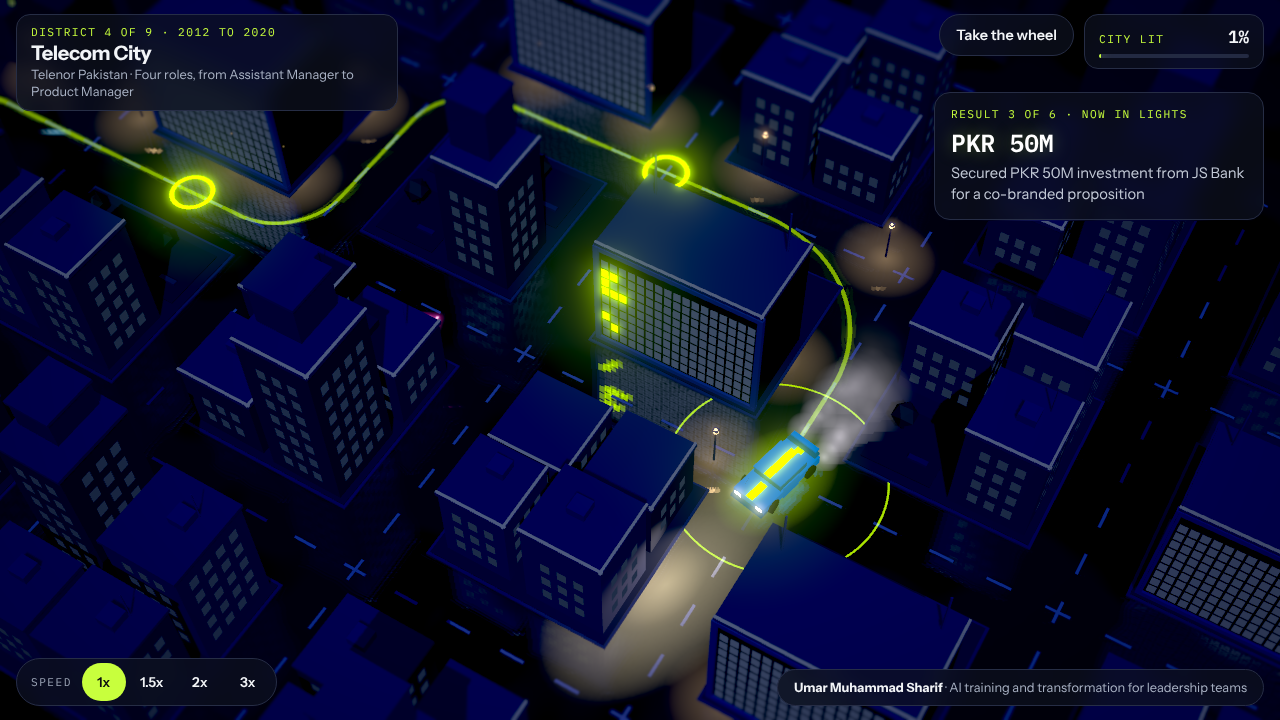 DISTRICT 4 OF 9 · 2012 TO 2020
Telecom City
Telenor Pakistan · Four roles, from Assistant Manager to
Product Manager
Take the wheel
CITY LIT 1%
RESULT 3 OF 6 · NOW IN LIGHTS
PKR 50M
Secured PKR 50M investment from JS Bank
for a co-branded proposition
SPEED 1x 1.5x 2x 3x
Umar Muhammad Sharif · AI training and transformation for leadership teams